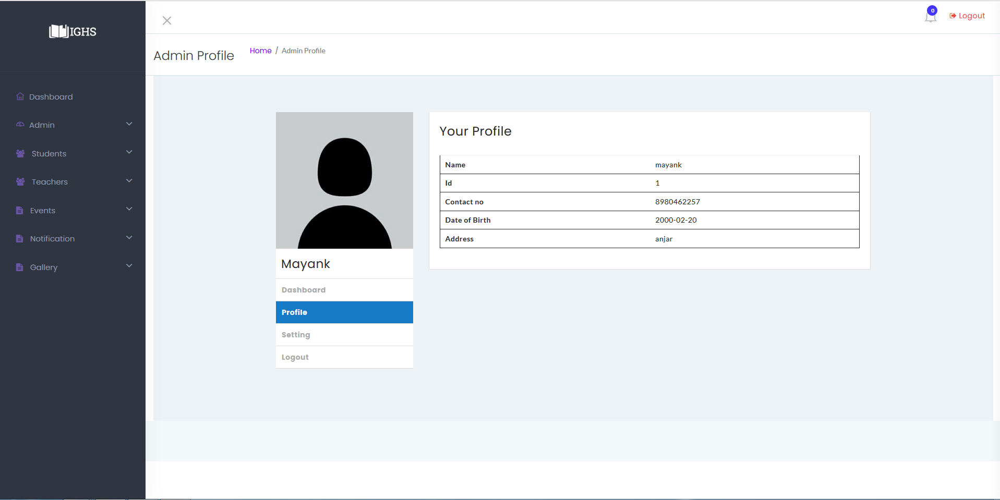 IGHS
0
Logout
Admin Profile
Home / Admin Profile
Dashboard
Admin
Students
Teachers
Events
Notification
Gallery
Mayank
Dashboard
Profile
Setting
Logout
Your Profile
Name mayank
Id 1
Contact no 8980462257
Date of Birth 2000-02-20
Address anjar